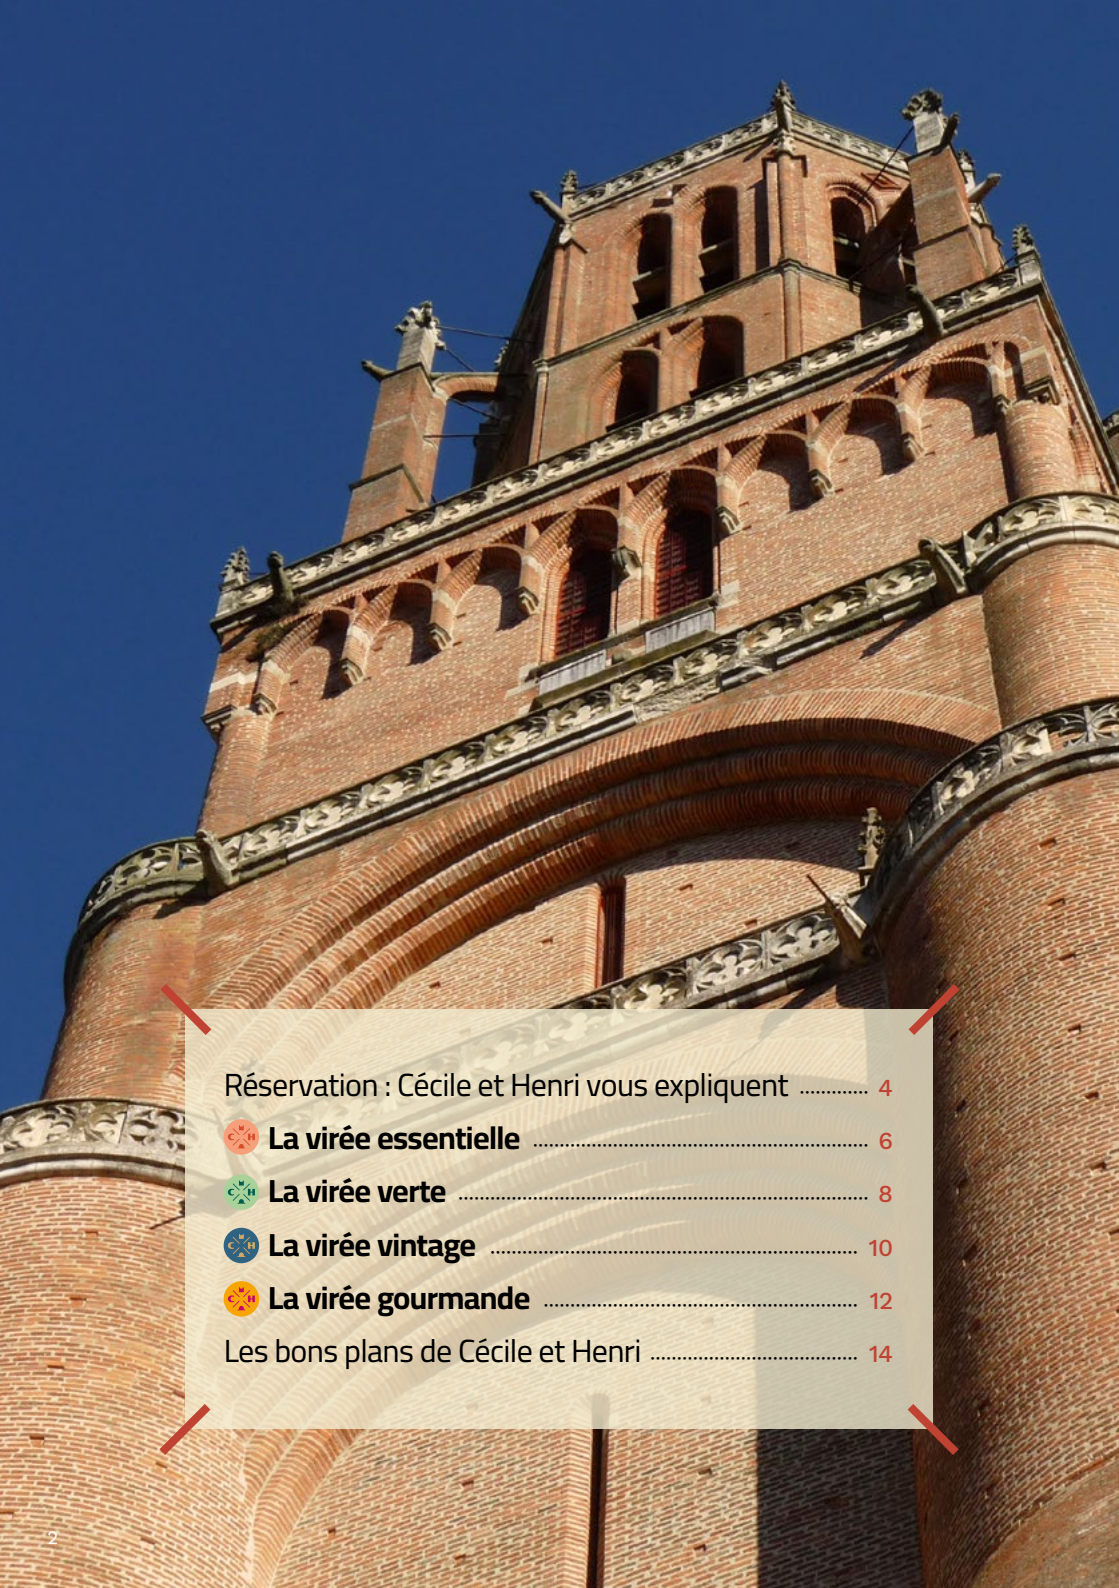 Réservation : Cécile et Henri vous expliquent ............ 4
C H La virée essentielle ............ 6
C H La virée verte ............ 8
C H La virée vintage ............ 10
C H La virée gourmande ............ 12
Les bons plans de Cécile et Henri ............ 14
2